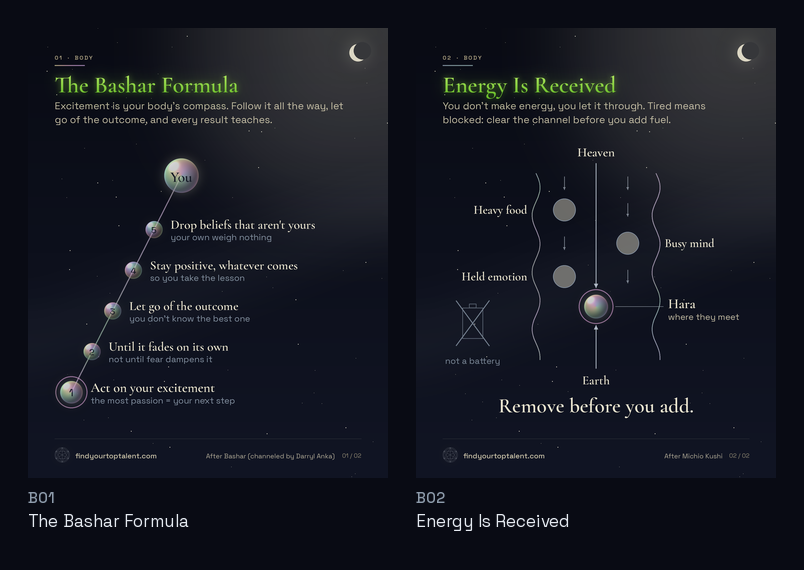 01 · BODY
The Bashar Formula
Excitement is your body's compass. Follow it all the way, let
go of the outcome, and every result teaches.
You
5
Drop beliefs that aren't yours
your own weigh nothing
4
Stay positive, whatever comes
so you take the lesson
3
Let go of the outcome
you don't know the best one
2
Until it fades on its own
not until fear dampens it
1
Act on your excitement
the most passion = your next step
findyourtoptalent.com
After Bashar (channeled by Darryl Anka) 01 / 02
B01
The Bashar Formula
02 · BODY
Energy Is Received
You don't make energy, you let it through. Tired means
blocked: clear the channel before you add fuel.
Heaven
Heavy food
Busy mind
Held emotion
Hara
where they meet
not a battery
Earth
Remove before you add.
findyourtoptalent.com
After Michio Kushi 02 / 02
B02
Energy Is Received